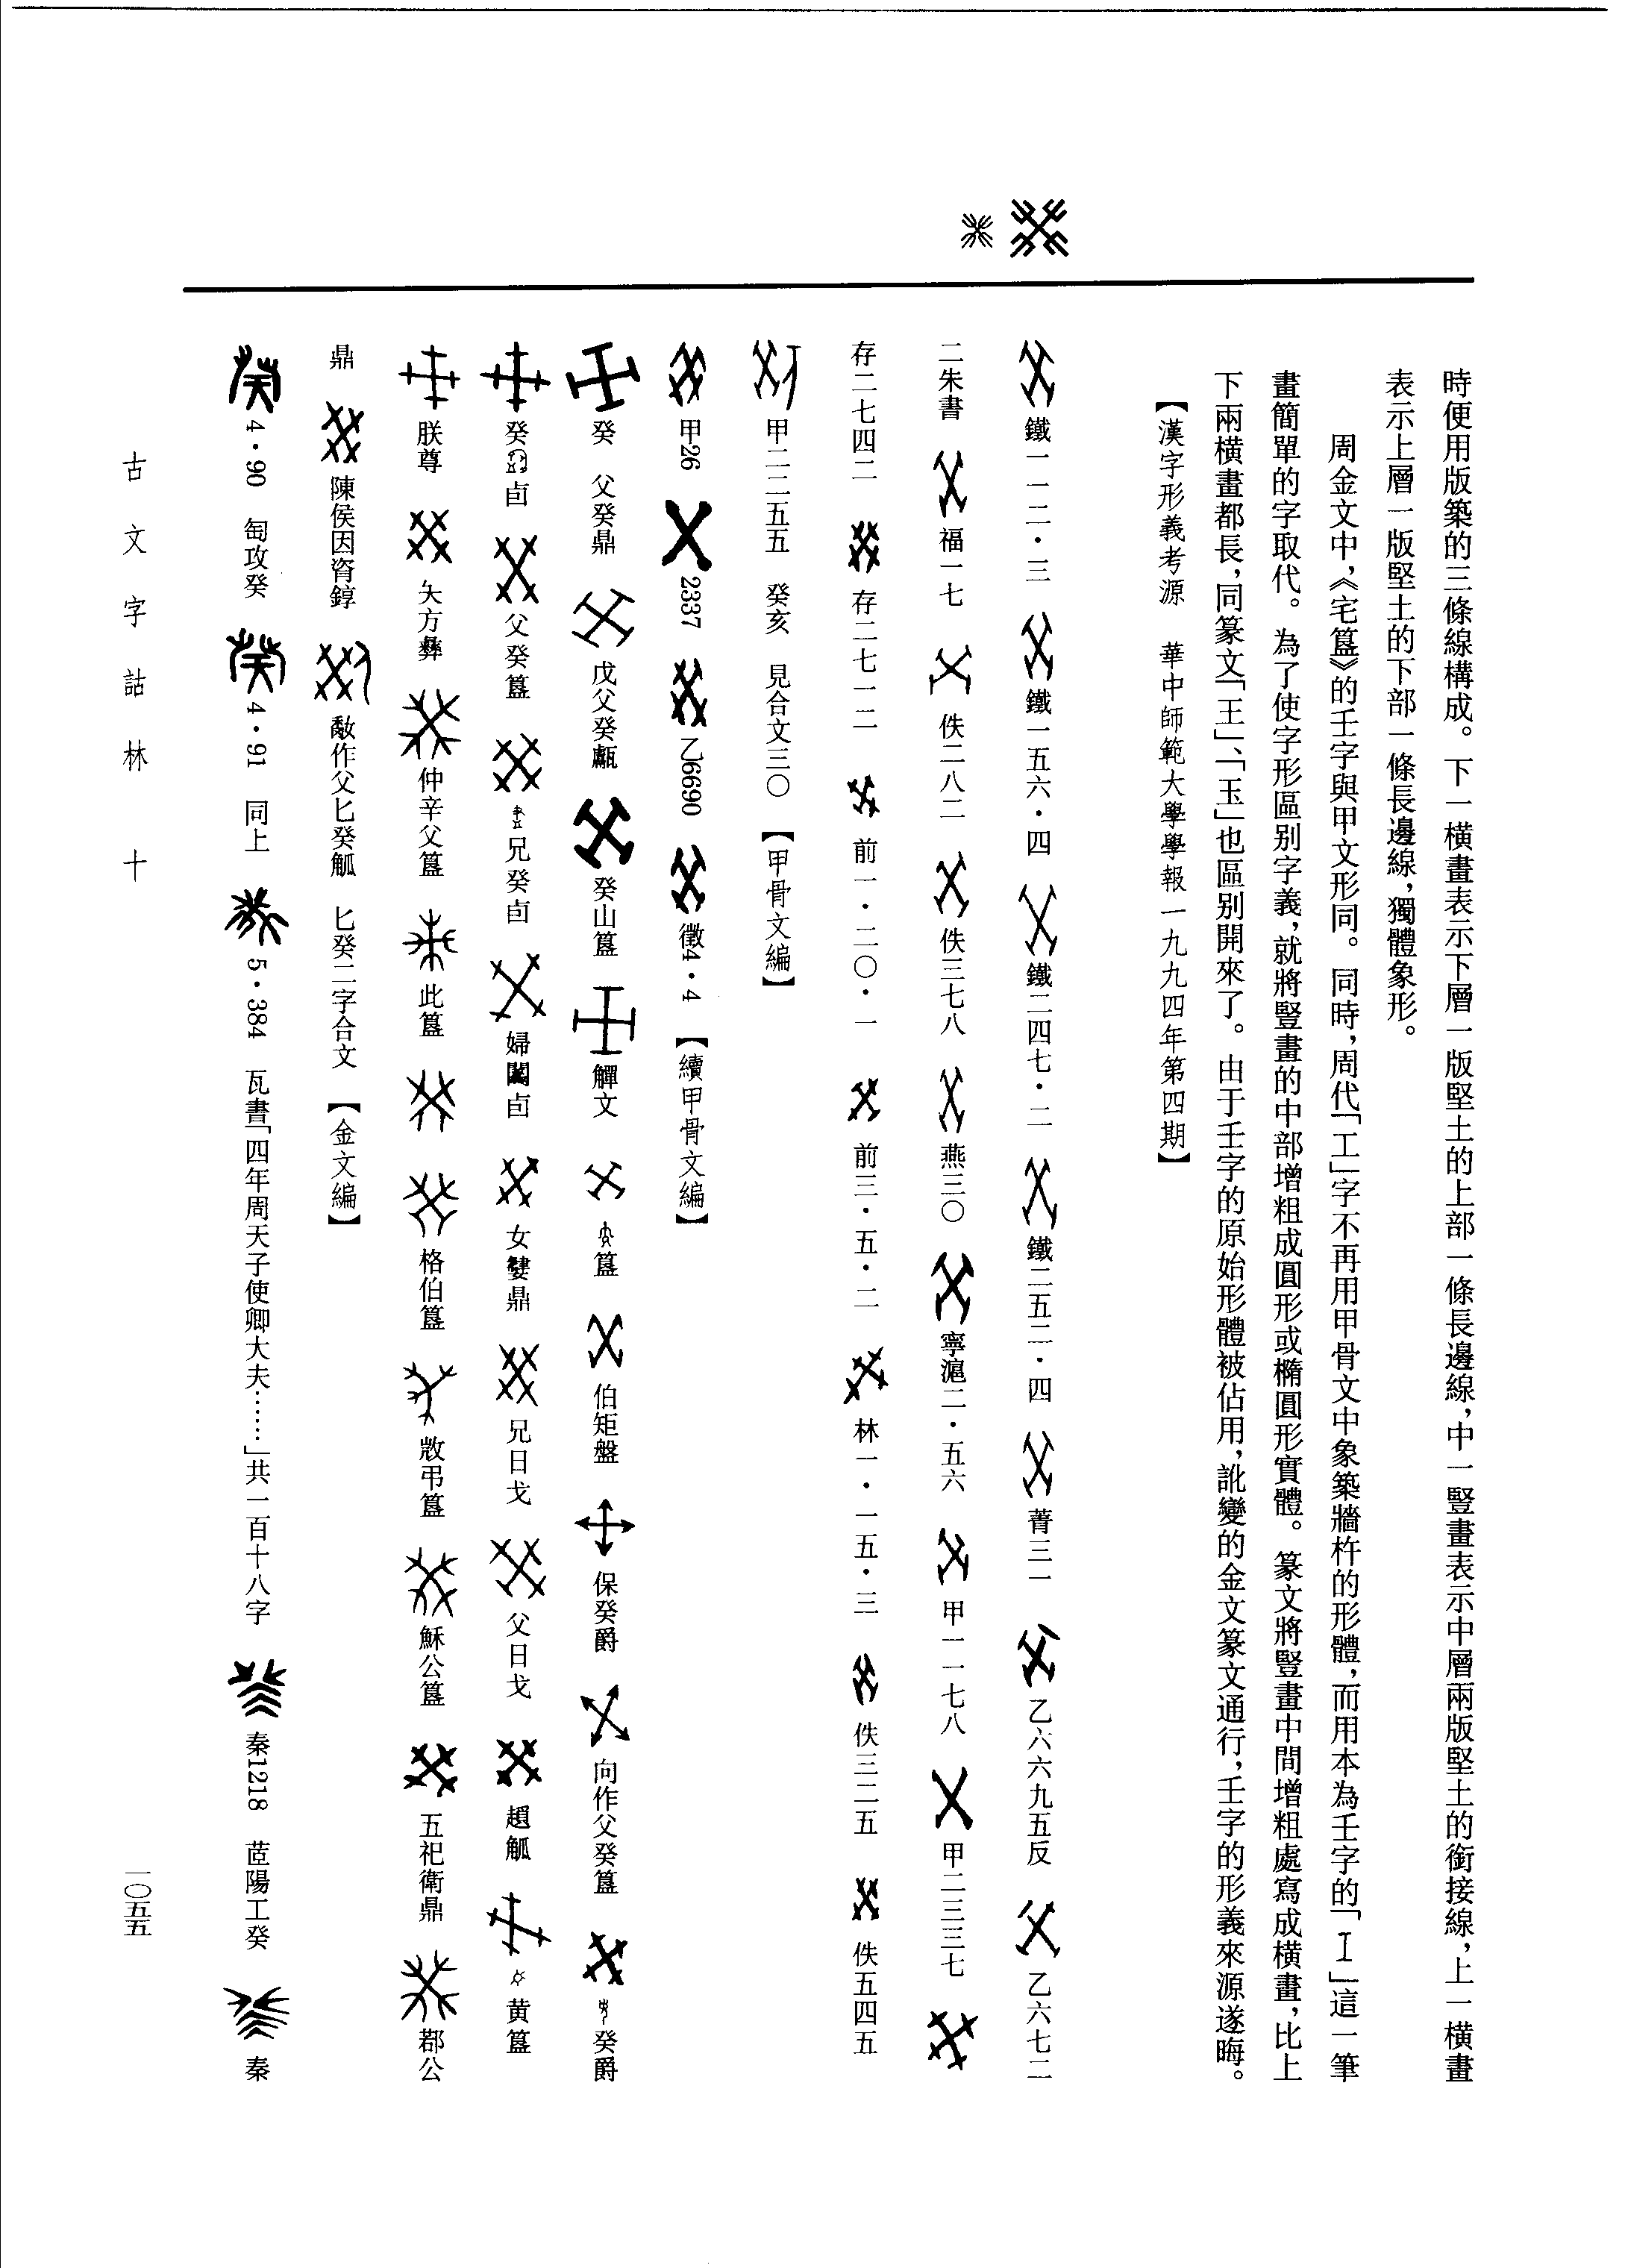 時便用版築的三條線構成。下一橫畫表示下層一版堅土的上部一條長邊線，中一豎畫表示中層兩版堅土的銜接線，上一橫畫
表示上層一版堅土的下部一條長邊線，獨體象形。
周金文中，《宅簋》的壬字與甲文形同。同時，周代「工」字不再用甲骨文中象築牆杵的形體，而用本為壬字的「工」這一筆
畫簡單的字取代。為了使字形區别字義，就將豎畫的中部增粗成圓形或橢圓形實體。篆文將豎畫中間增粗處寫成橫畫，比上
下兩橫畫都長，同篆文「王」、「玉」也區别開來了。由于壬字的原始形體被佔用，訛變的金文篆文通行，壬字的形義來源遂晦。
【漢字形義考源 華中師範大學學報一九九四年第四期】
鐵一一二·三 鐵一五六·四 鐵二四七·二 鐵二五二·四 菁三一 乙六六九五反 乙六七二
二朱書 福一七 佚二八二 佚三七八 燕三〇 寧滬二·五六 甲一一七八 甲二三三七
存二七四二 存二七一二 前一·二〇·一 前三·五·二 林一·一五·三 佚三二五 佚五四五
甲二二五五 癸亥 見合文三〇 【甲骨文編】
甲26 2337 乙6690 徵4·4 【續甲骨文編】
癸 父癸鼎 戊父癸甗 癸山簋 觶文 簋 伯矩盤 保癸爵 向作父癸簋 癸爵
癸卣 父癸簋 兄癸卣 婦闔卣 女鼎 兄日戈 父日戈 趞觚 黄簋
朕尊 夨方彝 仲辛父簋 此簋 格伯簋 散弔簋 穌公簋 五祀衛鼎 鄀公
鼎 陳侯因𬣞錞 作父匕癸觚 匕癸二字合文 【金文編】
4·90 匋攻癸 4·91 同上 5·384 瓦書「四年周天子使卿大夫……」共一百十八字 秦1218 茝陽工癸 秦
古文字詁林 十
一〇五五